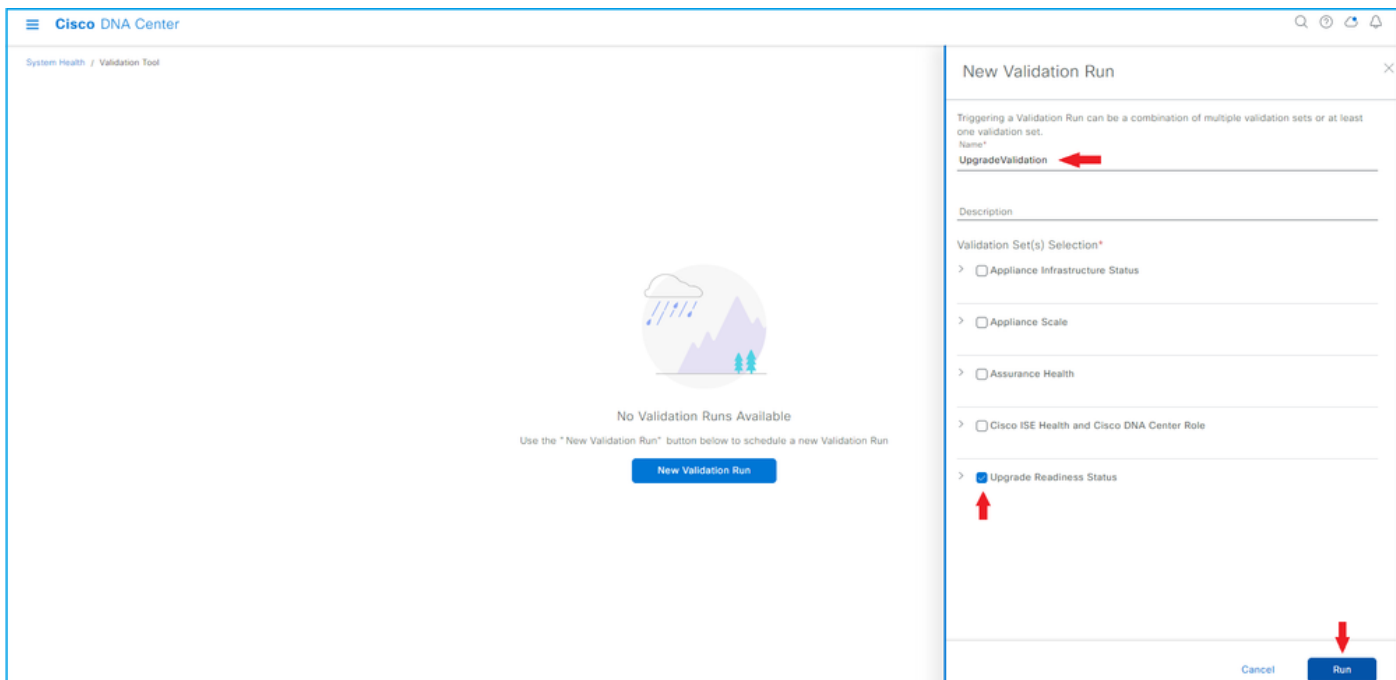 Cisco DNA Center
System Health / Validation Tool
No Validation Runs Available
Use the "New Validation Run" button below to schedule a new Validation Run
New Validation Run
New Validation Run
Triggering a Validation Run can be a combination of multiple validation sets or at least
one validation set.
Name*
UpgradeValidation
Description
Validation Set(s) Selection*
Appliance Infrastructure Status
Appliance Scale
Assurance Health
Cisco ISE Health and Cisco DNA Center Role
Upgrade Readiness Status
Cancel
Run